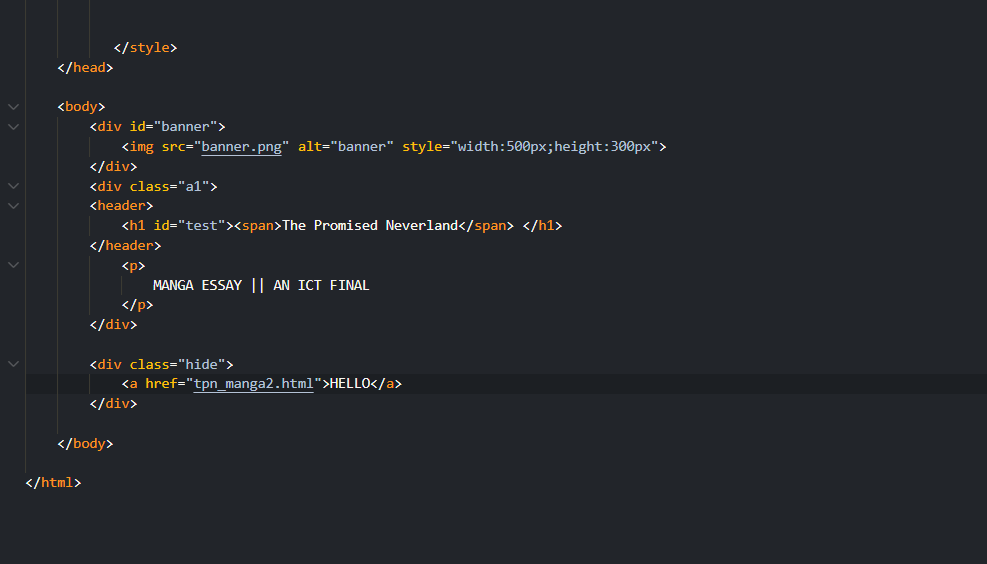 </style>
</head>
<body>
<div id="banner">
<img src="banner.png" alt="banner" style="width:500px;height:300px">
</div>
<div class="a1">
<header>
<h1 id="test"><span>The Promised Neverland</span> </h1>
</header>
<p>
MANGA ESSAY || AN ICT FINAL
</p>
</div>
<div class="hide">
<a href="tpn_manga2.html">HELLO</a>
</div>
</body>
</html>